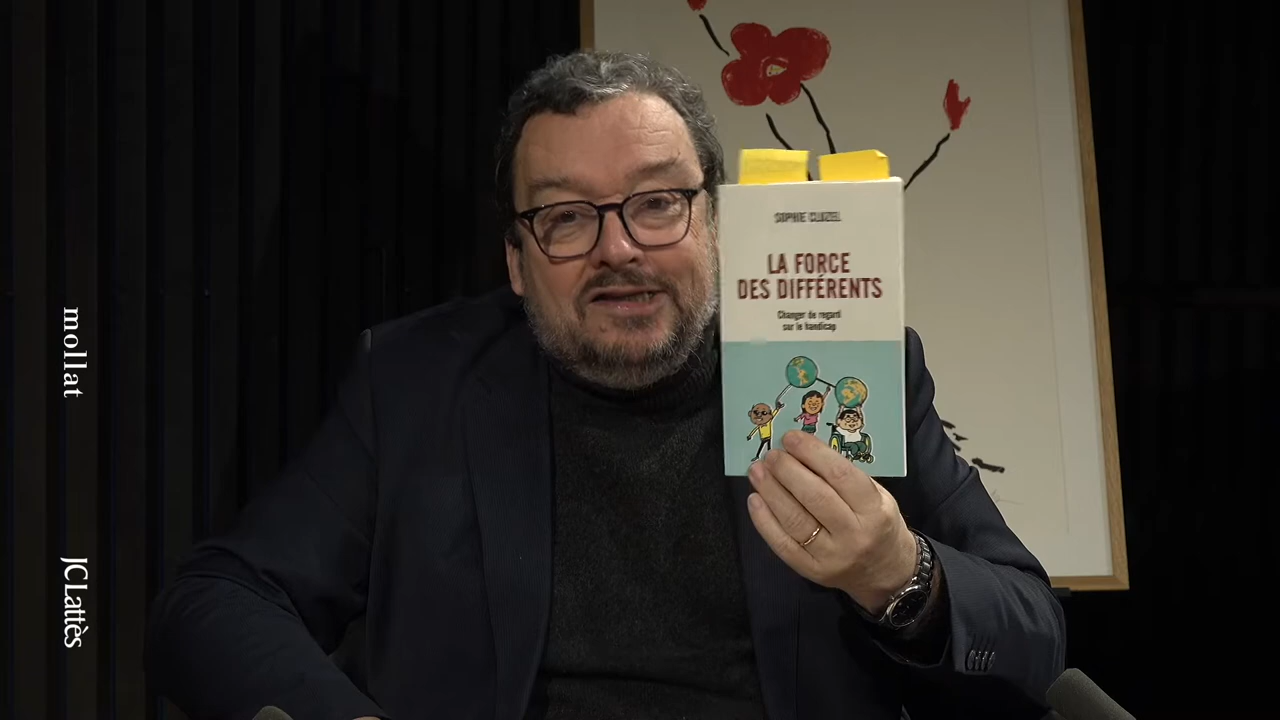 mollat
JCLattès
SOPHIE CLUZEL
LA FORCE
DES DIFFÉRENTS
Changer de regard
sur le handicap